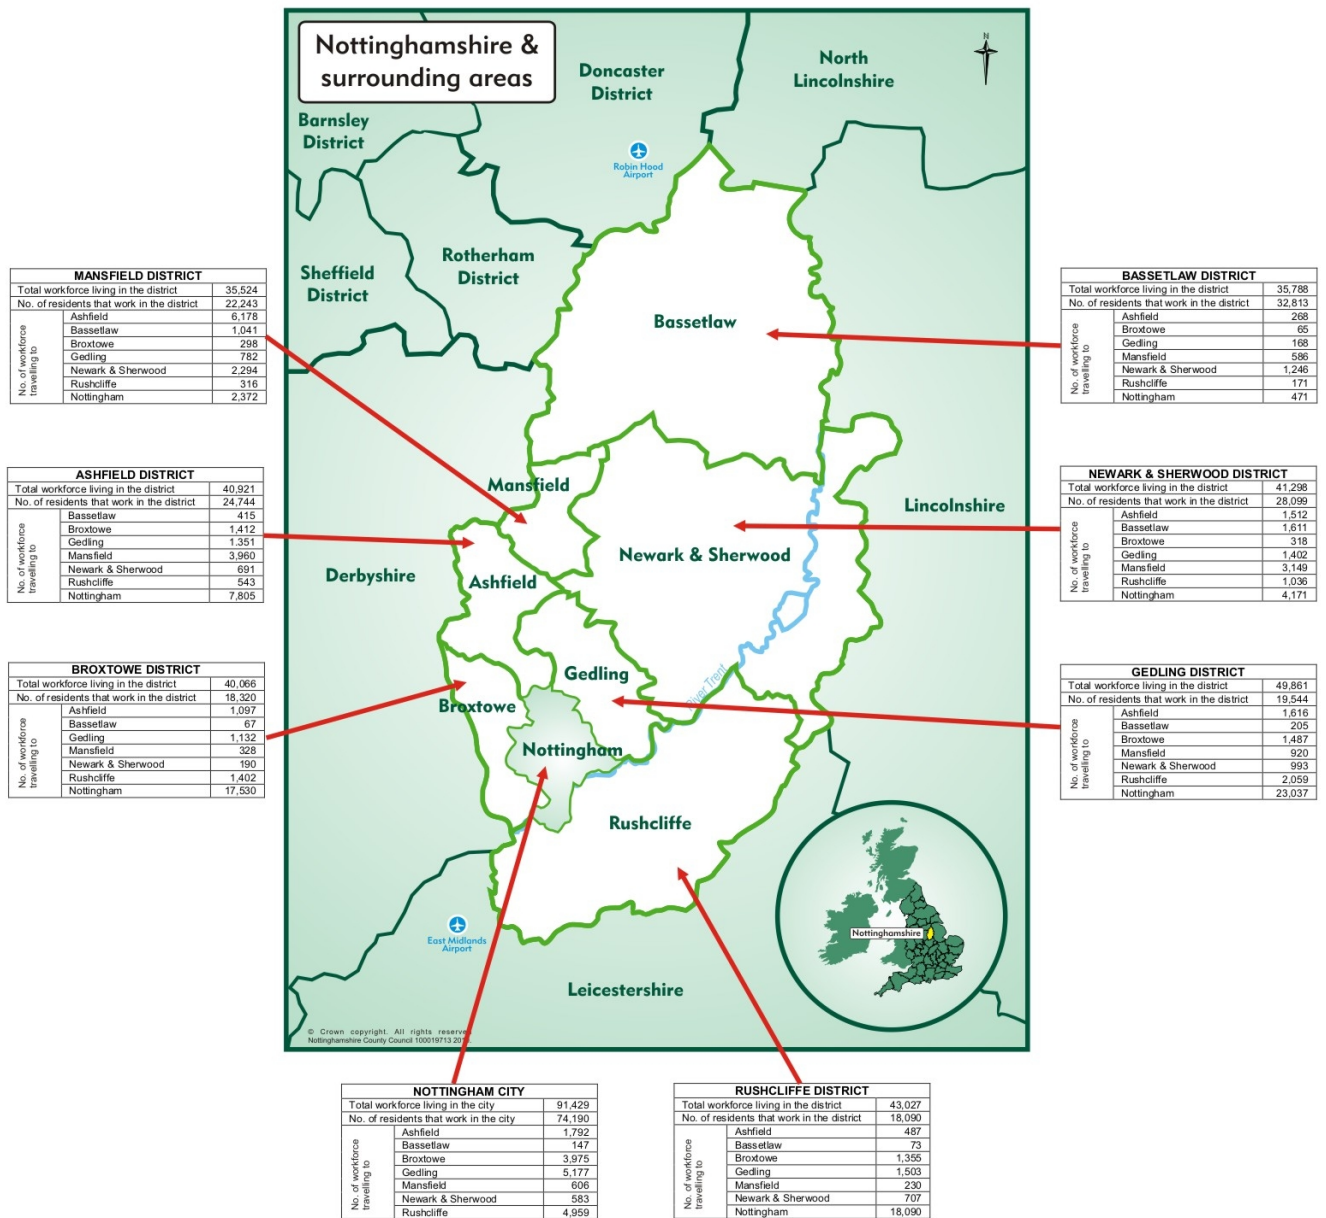 Nottinghamshire &
surrounding areas
Doncaster
District
North
Lincolnshire
N
Barnsley
District
Robin Hood
Airport
Sheffield
District
Rotherham
District
Bassetlaw
Mansfield
Lincolnshire
Newark & Sherwood
Derbyshire
Ashfield
Gedling
River Trent
Broxtowe
Nottingham
Rushcliffe
East Midlands
Airport
Nottinghamshire
Leicestershire
© Crown copyright. All rights reserved
Nottinghamshire County Council 100019713
MANSFIELD DISTRICT
Total workforce living in the district 35,524
No. of residents that work in the district 22,243
No. of workforce
travelling to
Ashfield 6,178
Bassetlaw 1,041
Broxtowe 298
Gedling 782
Newark & Sherwood 2,294
Rushcliffe 316
Nottingham 2,372
ASHFIELD DISTRICT
Total workforce living in the district 40,921
No. of residents that work in the district 24,744
No. of workforce
travelling to
Bassetlaw 415
Broxtowe 1,412
Gedling 1.351
Mansfield 3,960
Newark & Sherwood 691
Rushcliffe 543
Nottingham 7,805
BROXTOWE DISTRICT
Total workforce living in the district 40,066
No. of residents that work in the district 18,320
No. of workforce
travelling to
Ashfield 1,097
Bassetlaw 67
Gedling 1,132
Mansfield 328
Newark & Sherwood 190
Rushcliffe 1,402
Nottingham 17,530
BASSETLAW DISTRICT
Total workforce living in the district 35,788
No. of residents that work in the district 32,813
No. of workforce
travelling to
Ashfield 268
Broxtowe 65
Gedling 168
Mansfield 586
Newark & Sherwood 1,246
Rushcliffe 171
Nottingham 471
NEWARK & SHERWOOD DISTRICT
Total workforce living in the district 41,298
No. of residents that work in the district 28,099
No. of workforce
travelling to
Ashfield 1,512
Bassetlaw 1,611
Broxtowe 318
Gedling 1,402
Mansfield 3,149
Rushcliffe 1,036
Nottingham 4,171
GEDLING DISTRICT
Total workforce living in the district 49,861
No. of residents that work in the district 19,544
No. of workforce
travelling to
Ashfield 1,616
Bassetlaw 205
Broxtowe 1,487
Mansfield 920
Newark & Sherwood 993
Rushcliffe 2,059
Nottingham 23,037
NOTTINGHAM CITY
Total workforce living in the city 91,429
No. of residents that work in the city 74,190
No. of workforce
travelling to
Ashfield 1,792
Bassetlaw 147
Broxtowe 3,975
Gedling 5,177
Mansfield 606
Newark & Sherwood 583
Rushcliffe 4,959
RUSHCLIFFE DISTRICT
Total workforce living in the district 43,027
No. of residents that work in the district 18,090
No. of workforce
travelling to
Ashfield 487
Bassetlaw 73
Broxtowe 1,355
Gedling 1,503
Mansfield 230
Newark & Sherwood 707
Nottingham 18,090